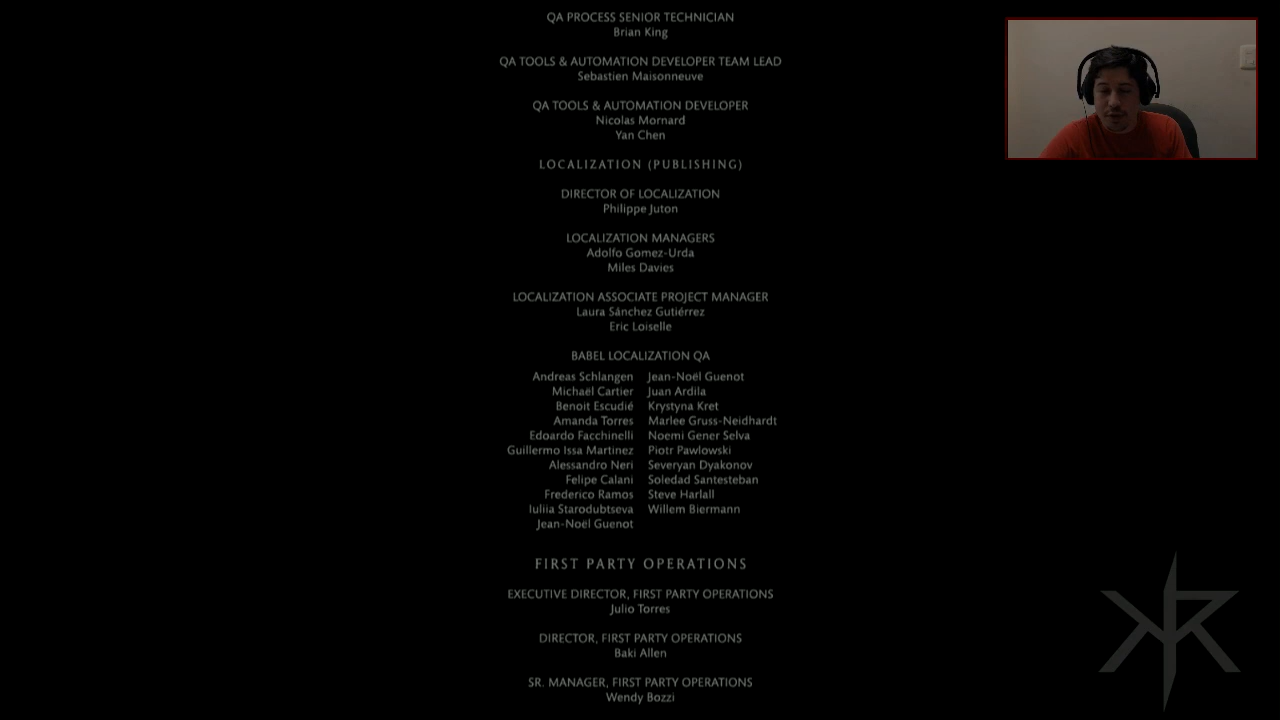 QA PROCESS SENIOR TECHNICIAN
Brian King
QA TOOLS & AUTOMATION DEVELOPER TEAM LEAD
Sebastien Maisonneuve
QA TOOLS & AUTOMATION DEVELOPER
Nicolas Mornard
Yan Chen
LOCALIZATION (PUBLISHING)
DIRECTOR OF LOCALIZATION
Philippe Juton
LOCALIZATION MANAGERS
Adolfo Gomez-Urda
Miles Davies
LOCALIZATION ASSOCIATE PROJECT MANAGER
Laura Sánchez Gutiérrez
Eric Loiselle
BABEL LOCALIZATION QA
Andreas Schlangen Jean-Noël Guenot
Michaël Cartier Juan Ardila
Benoit Escudié Krystyna Kret
Amanda Torres Marlee Gruss-Neidhardt
Edoardo Facchinelli Noemi Gener Selva
Guillermo Issa Martinez Piotr Pawlowski
Alessandro Neri Severyan Dyakonov
Felipe Calani Soledad Santesteban
Frederico Ramos Steve Harlall
Iuliia Starodubtseva Willem Biermann
Jean-Noël Guenot
FIRST PARTY OPERATIONS
EXECUTIVE DIRECTOR, FIRST PARTY OPERATIONS
Julio Torres
DIRECTOR, FIRST PARTY OPERATIONS
Baki Allen
SR. MANAGER, FIRST PARTY OPERATIONS
Wendy Bozzi